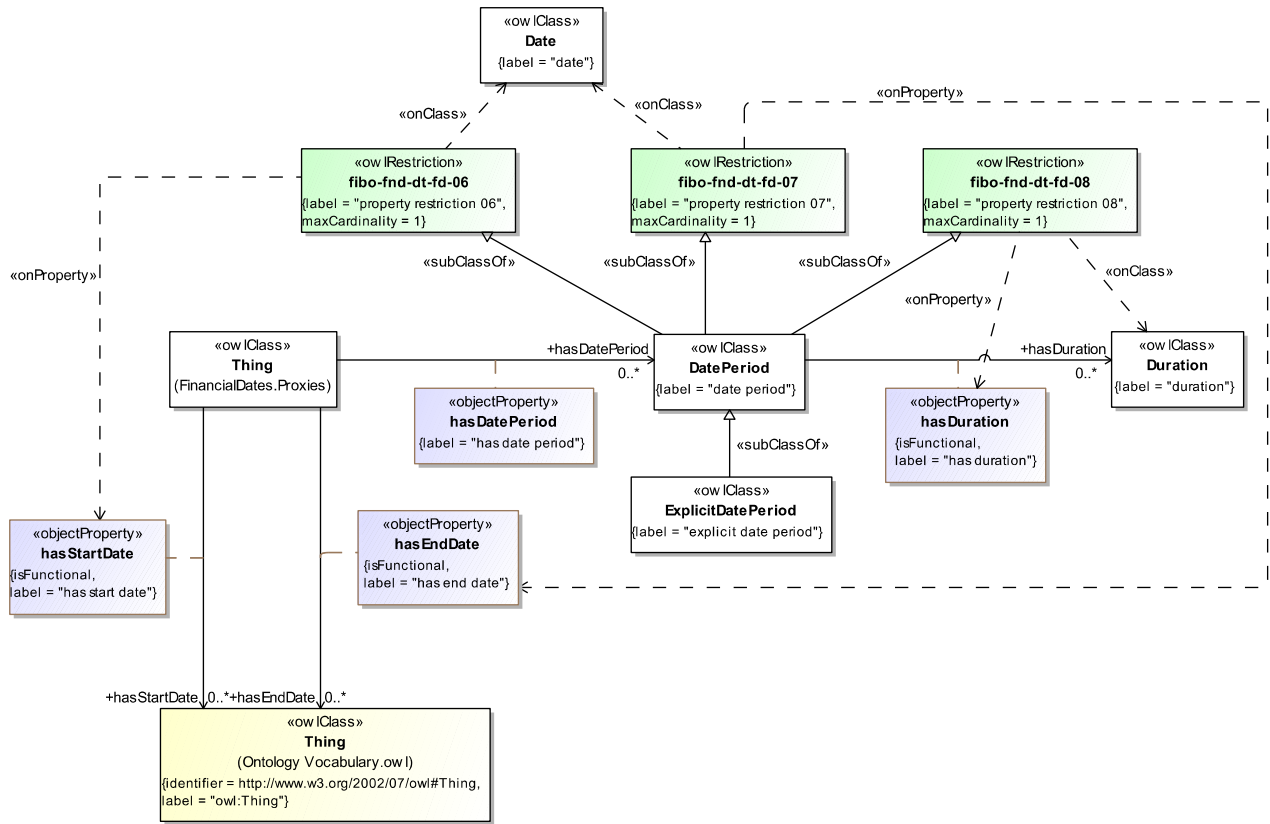 «owlClass»
Date
{label = "date"}
«onClass»
«onClass»
«onProperty»
«owlRestriction»
fibo-fnd-dt-fd-06
{label = "property restriction 06",
maxCardinality = 1}
«owlRestriction»
fibo-fnd-dt-fd-07
{label = "property restriction 07",
maxCardinality = 1}
«owlRestriction»
fibo-fnd-dt-fd-08
{label = "property restriction 08",
maxCardinality = 1}
«onProperty»
«subClassOf»
«subClassOf»
«subClassOf»
«onProperty»
«onClass»
«owlClass»
Thing
(FinancialDates.Proxies)
+hasDatePeriod
0..*
«owlClass»
DatePeriod
{label = "date period"}
+hasDuration
0..*
«owlClass»
Duration
{label = "duration"}
«objectProperty»
hasDatePeriod
{label = "has date period"}
«objectProperty»
hasDuration
{isFunctional,
label = "has duration"}
«subClassOf»
«owlClass»
ExplicitDatePeriod
{label = "explicit date period"}
«objectProperty»
hasStartDate
{isFunctional,
label = "has start date"}
«objectProperty»
hasEndDate
{isFunctional,
label = "has end date"}
+hasStartDate 0..* +hasEndDate 0..*
«owlClass»
Thing
(Ontology Vocabulary.owl)
{identifier = http://www.w3.org/2002/07/owl#Thing,
label = "owl:Thing"}